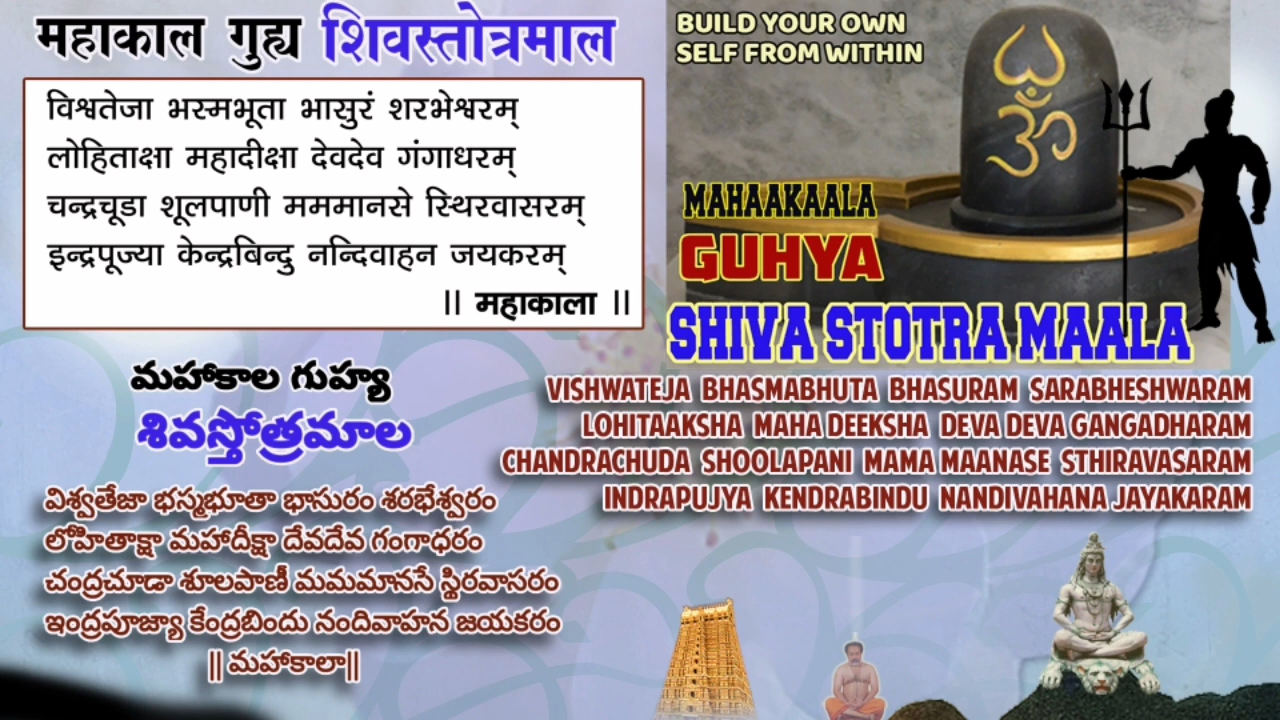 महाकाल गुह्य शिवस्तोत्रमाल
विश्वतेजा भस्मभूता भासुरं शरभेश्वरम्
लोहिताक्षा महादीक्षा देवदेव गंगाधरम्
चन्द्रचूडा शूलपाणी मममानसे स्थिरवासरम्
इन्द्रपूज्या केन्द्रबिन्दु नन्दिवाहन जयकरम्
|| महाकाला ||
మహాకాల గుహ్య
శివస్తోత్రమాల
విశ్వతేజా భస్మభూతా భాసురం శరభేశ్వరం
లోహితాక్షా మహాదీక్షా దేవదేవ గంగాధరం
చంద్రచూడా శూలపాణీ మమమానసే స్థిరవాసరం
ఇంద్రపూజ్యా కేంద్రబిందు నందివాహన జయకరం
|| మహాకాలా||
BUILD YOUR OWN
SELF FROM WITHIN
ॐ
MAHAAKAALA
GUHYA
SHIVA STOTRA MAALA
VISHWATEJA BHASMABHUTA BHASURAM SARABHESHWARAM
LOHITAAKSHA MAHA DEEKSHA DEVA DEVA GANGADHARAM
CHANDRACHUDA SHOOLAPANI MAMA MAANASE STHIRAVASARAM
INDRAPUJYA KENDRABINDU NANDIVAHANA JAYAKARAM